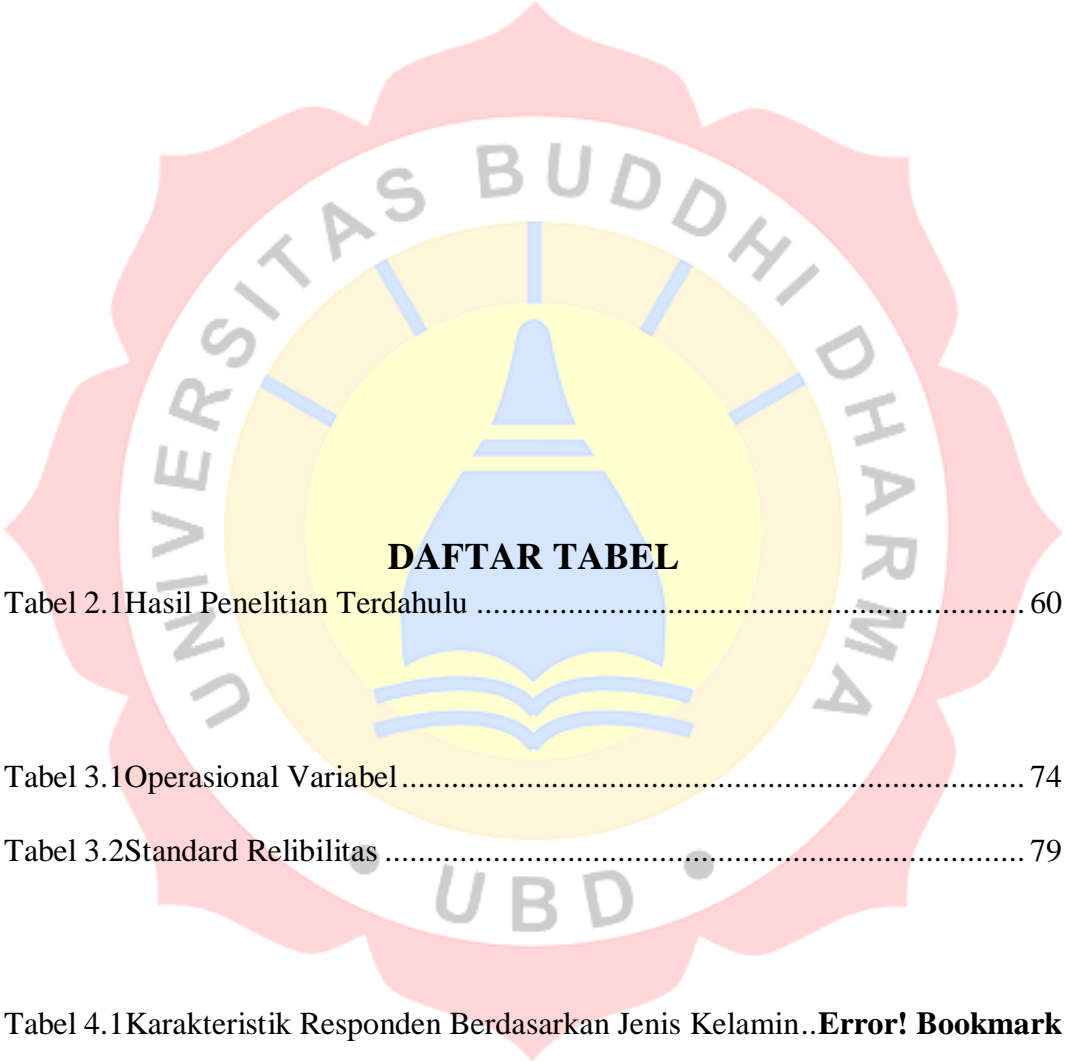 UNIVERSITAS BUDDHI DHARMA
• UBD •
DAFTAR TABEL
Tabel 2.1Hasil Penelitian Terdahulu .................................................................. 60
Tabel 3.1Operasional Variabel ........................................................................... 74
Tabel 3.2Standard Relibilitas ............................................................................. 79
Tabel 4.1Karakteristik Responden Berdasarkan Jenis Kelamin..Error! Bookmark